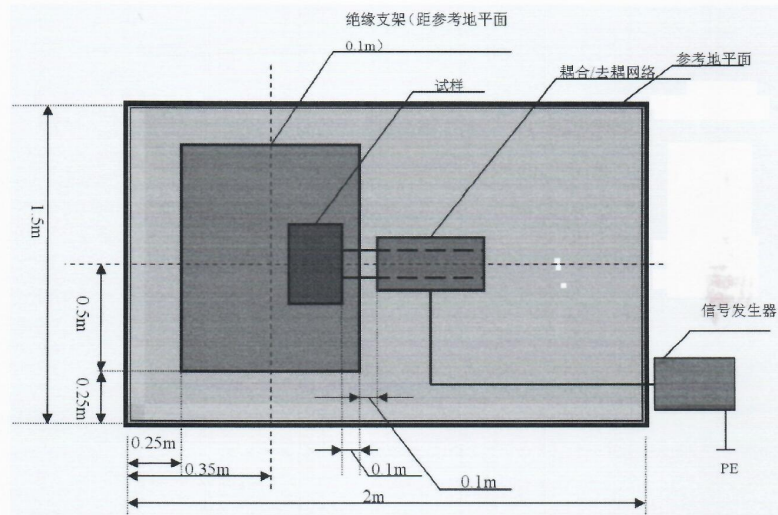 绝缘支架（距参考地平面
0.1m）
参考地平面
耦合/去耦网络
试样
1.5m
0.5m
0.25m
信号发生器
PE
0.25m
0.35m
0.1m
0.1m
2m